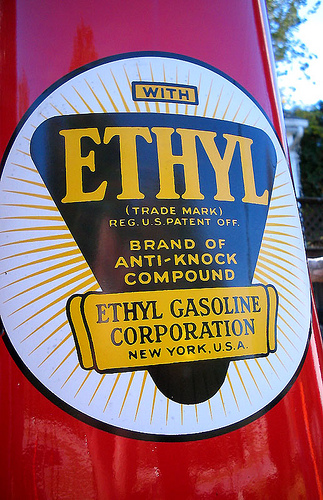 WITH
ETHYL
(TRADE MARK)
REG. U.S. PATENT OFF.
BRAND OF
ANTI-KNOCK
COMPOUND
ETHYL GASOLINE
CORPORATION
NEW YORK, U.S.A.